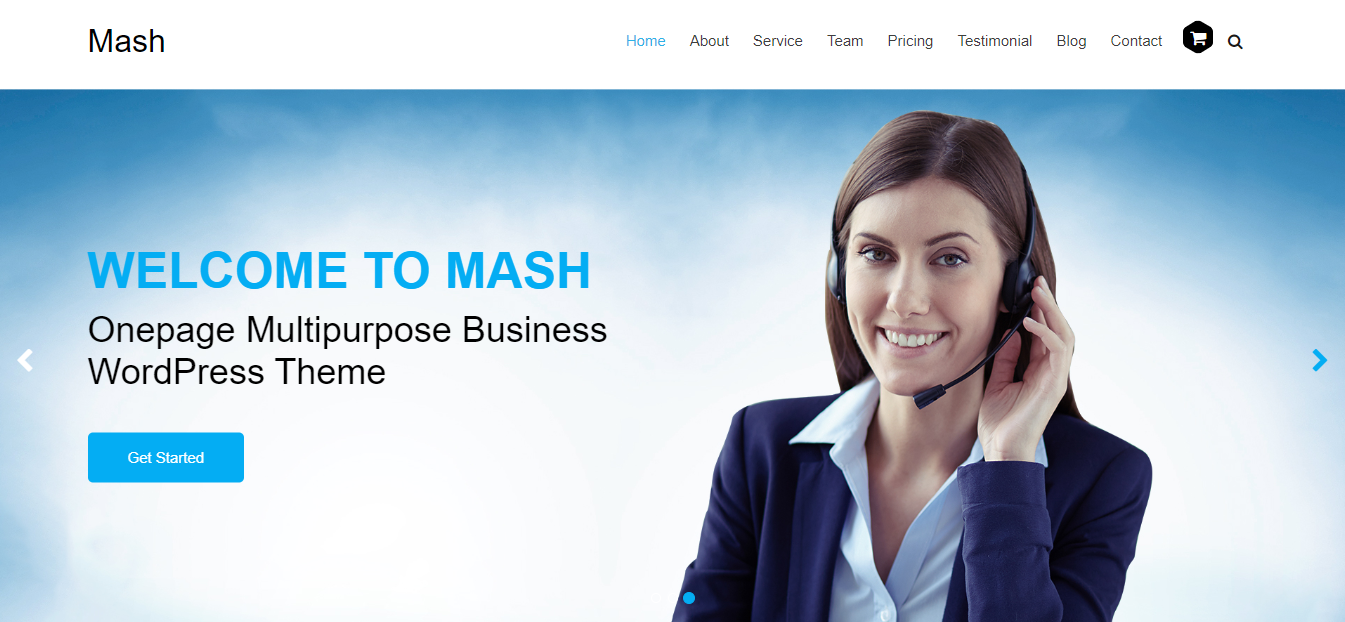 Mash
Home About Service Team Pricing Testimonial Blog Contact
WELCOME TO MASH
Onepage Multipurpose Business
WordPress Theme
Get Started